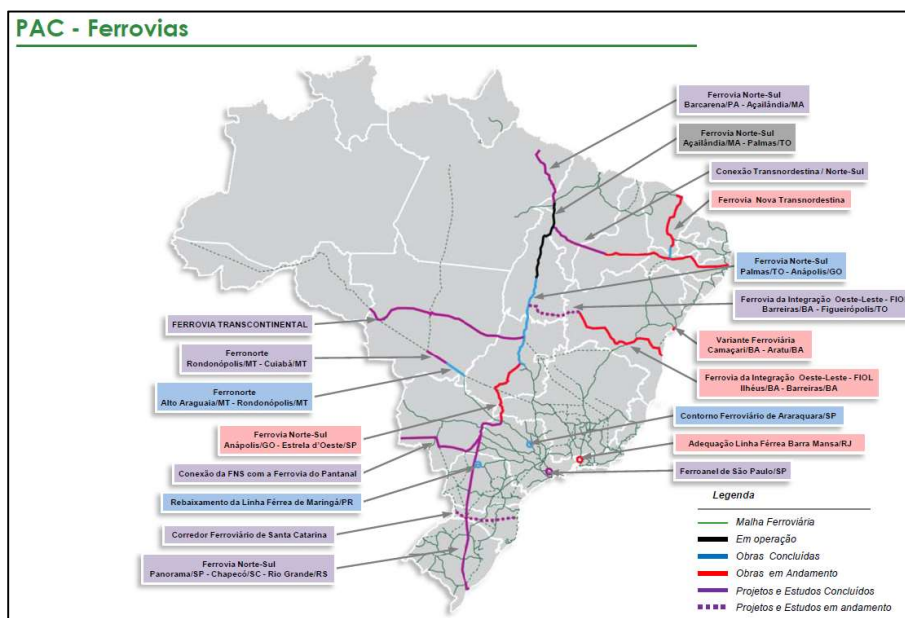 PAC - Ferrovias
Ferrovia Norte-Sul
Barcarena/PA - Açailândia/MA
Ferrovia Norte-Sul
Açailândia/MA - Palmas/TO
Conexão Transnordestina / Norte-Sul
Ferrovia Nova Transnordestina
Ferrovia Norte-Sul
Palmas/TO - Anápolis/GO
Ferrovia da Integração Oeste-Leste - FIOL
Barreiras/BA - Figueirópolis/TO
FERROVIA TRANSCONTINENTAL
Variante Ferroviária
Camaçari/BA - Aratu/BA
Ferronorte
Rondonópolis/MT - Cuiabá/MT
Ferrovia da Integração Oeste-Leste - FIOL
Ilhéus/BA - Barreiras/BA
Ferronorte
Alto Araguaia/MT - Rondonópolis/MT
Contorno Ferroviário de Araraquara/SP
Ferrovia Norte-Sul
Anápolis/GO - Estrela d'Oeste/SP
Adequação Linha Férrea Barra Mansa/RJ
Conexão da FNS com a Ferrovia do Pantanal
Ferroanel de São Paulo/SP
Rebaixamento da Linha Férrea de Maringá/PR
Corredor Ferroviário de Santa Catarina
Ferrovia Norte-Sul
Panorama/SP - Chapecó/SC - Rio Grande/RS
Legenda
Malha Ferroviária
Em operação
Obras Concluídas
Obras em Andamento
Projetos e Estudos Concluídos
Projetos e Estudos em andamento